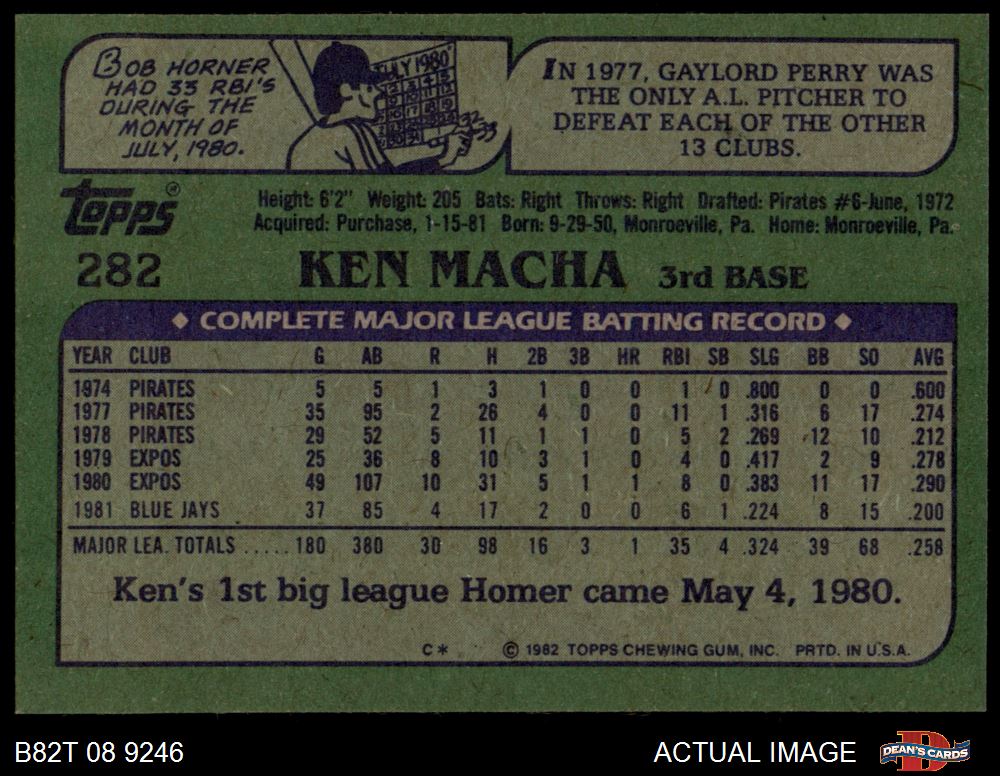 BOB HORNER
HAD 33 RBI'S
DURING THE
MONTH OF
JULY, 1980.
JULY 1980
32 33
IN 1977, GAYLORD PERRY WAS
THE ONLY A.L. PITCHER TO
DEFEAT EACH OF THE OTHER
13 CLUBS.
Topps®
Height: 6'2" Weight: 205 Bats: Right Throws: Right Drafted: Pirates #6-June, 1972
Acquired: Purchase, 1-15-81 Born: 9-29-50, Monroeville, Pa. Home: Monroeville, Pa.
282 KEN MACHA 3rd BASE
◆ COMPLETE MAJOR LEAGUE BATTING RECORD ◆
YEAR CLUB G AB R H 2B 3B HR RBI SB SLG BB SO AVG
1974 PIRATES 5 5 1 3 1 0 0 1 0 .800 0 0 .600
1977 PIRATES 35 95 2 26 4 0 0 11 1 .316 6 17 .274
1978 PIRATES 29 52 5 11 1 1 0 5 2 .269 12 10 .212
1979 EXPOS 25 36 8 10 3 1 0 4 0 .417 2 9 .278
1980 EXPOS 49 107 10 31 5 1 1 8 0 .383 11 17 .290
1981 BLUE JAYS 37 85 4 17 2 0 0 6 1 .224 8 15 .200
MAJOR LEA. TOTALS ..... 180 380 30 98 16 3 1 35 4 .324 39 68 .258
Ken's 1st big league Homer came May 4, 1980.
C* © 1982 TOPPS CHEWING GUM, INC. PRTD. IN U.S.A.
B82T 08 9246 ACTUAL IMAGE DEAN'S CARDS